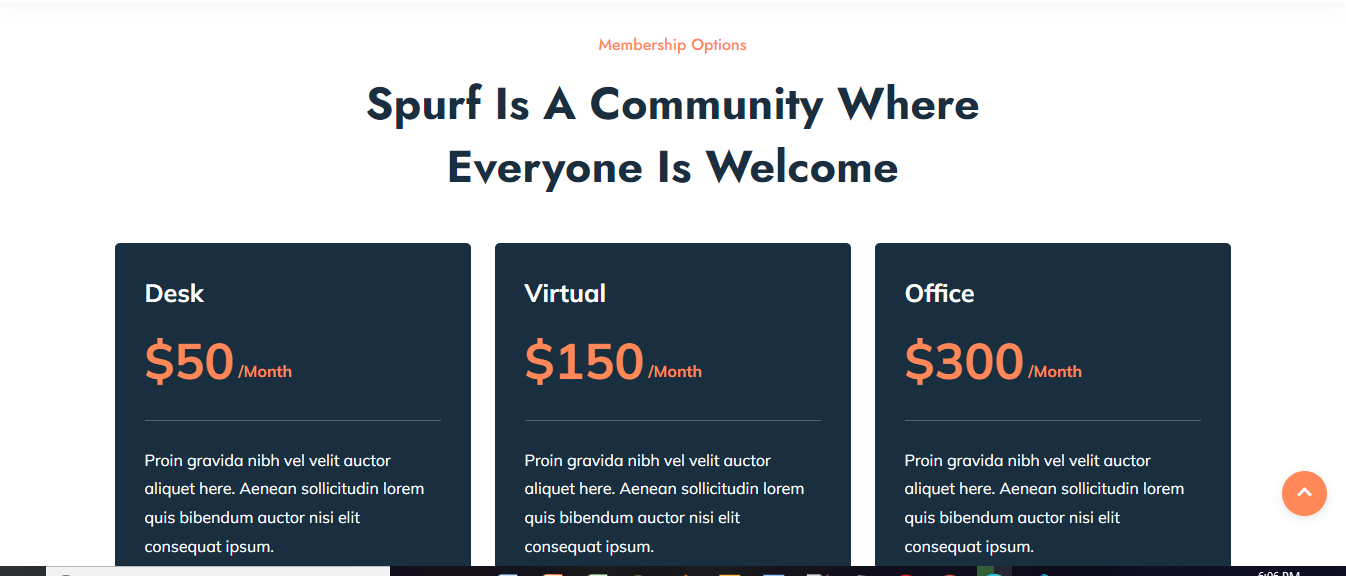 Membership Options
Spurf Is A Community Where
Everyone Is Welcome
Desk
$50 /Month
Proin gravida nibh vel velit auctor
aliquet here. Aenean sollicitudin lorem
quis bibendum auctor nisi elit
consequat ipsum.
Virtual
$150 /Month
Proin gravida nibh vel velit auctor
aliquet here. Aenean sollicitudin lorem
quis bibendum auctor nisi elit
consequat ipsum.
Office
$300 /Month
Proin gravida nibh vel velit auctor
aliquet here. Aenean sollicitudin lorem
quis bibendum auctor nisi elit
consequat ipsum.
6:06 PM